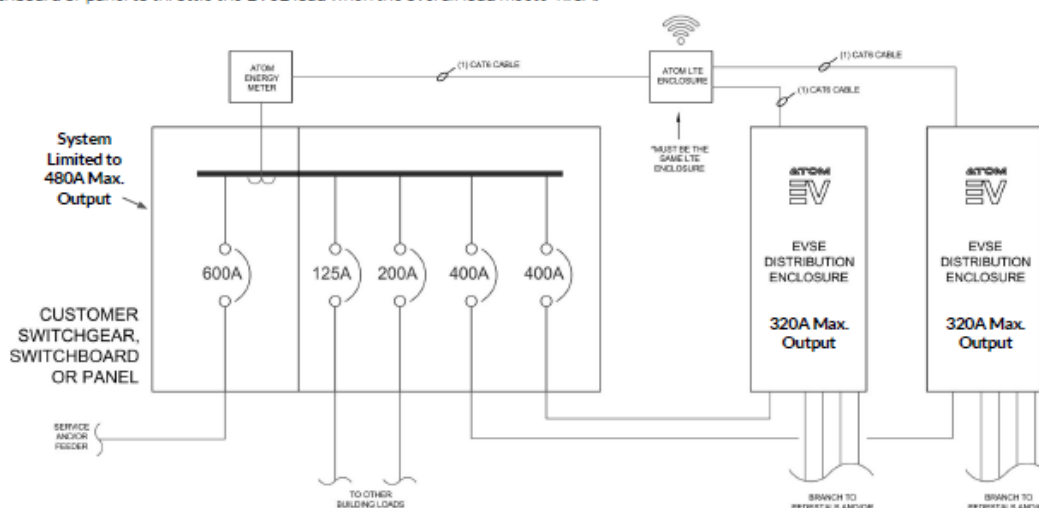 ATOM
ENERGY
METER
(1) CAT6 CABLE
ATOM LTE
ENCLOSURE
(1) CAT6 CABLE
(1) CAT6 CABLE
*MUST BE THE
SAME LTE
ENCLOSURE
System
Limited to
480A Max.
Output
600A
125A
200A
400A
400A
CUSTOMER
SWITCHGEAR,
SWITCHBOARD
OR PANEL
SERVICE
AND/OR
FEEDER
TO OTHER
BUILDING LOADS
ATOM
EV
EVSE
DISTRIBUTION
ENCLOSURE
320A Max.
Output
BRANCH TO
PEDESTALS AND/OR
ATOM
EV
EVSE
DISTRIBUTION
ENCLOSURE
320A Max.
Output
BRANCH TO